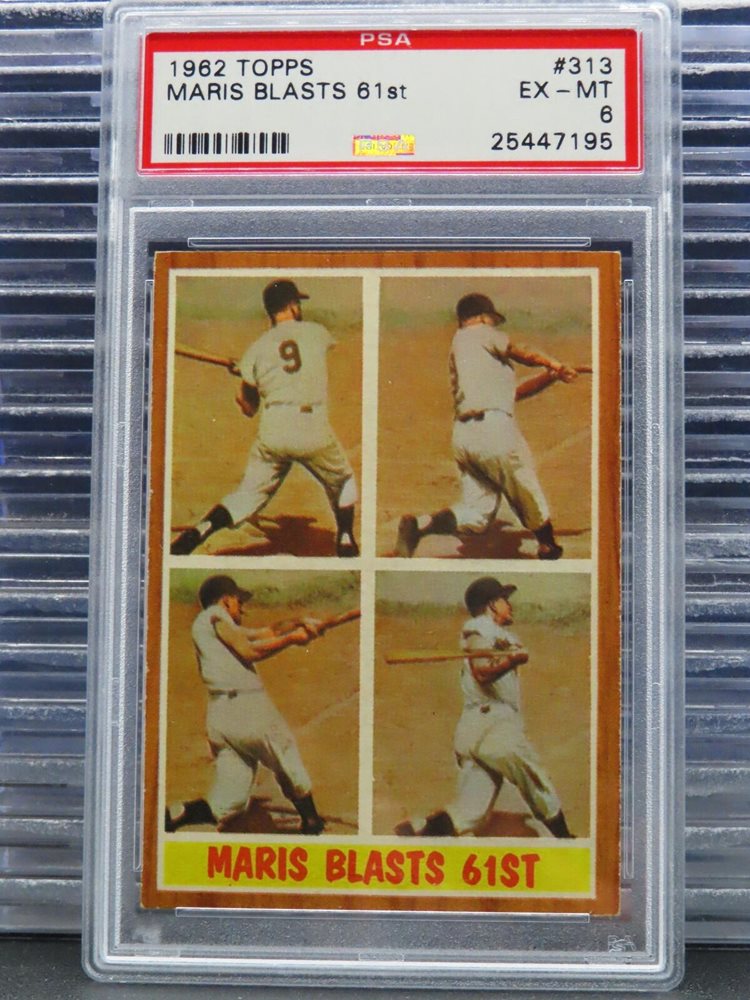 PSA
1962 TOPPS #313
MARIS BLASTS 61st EX - MT
6
25447195
9
MARIS BLASTS 61ST